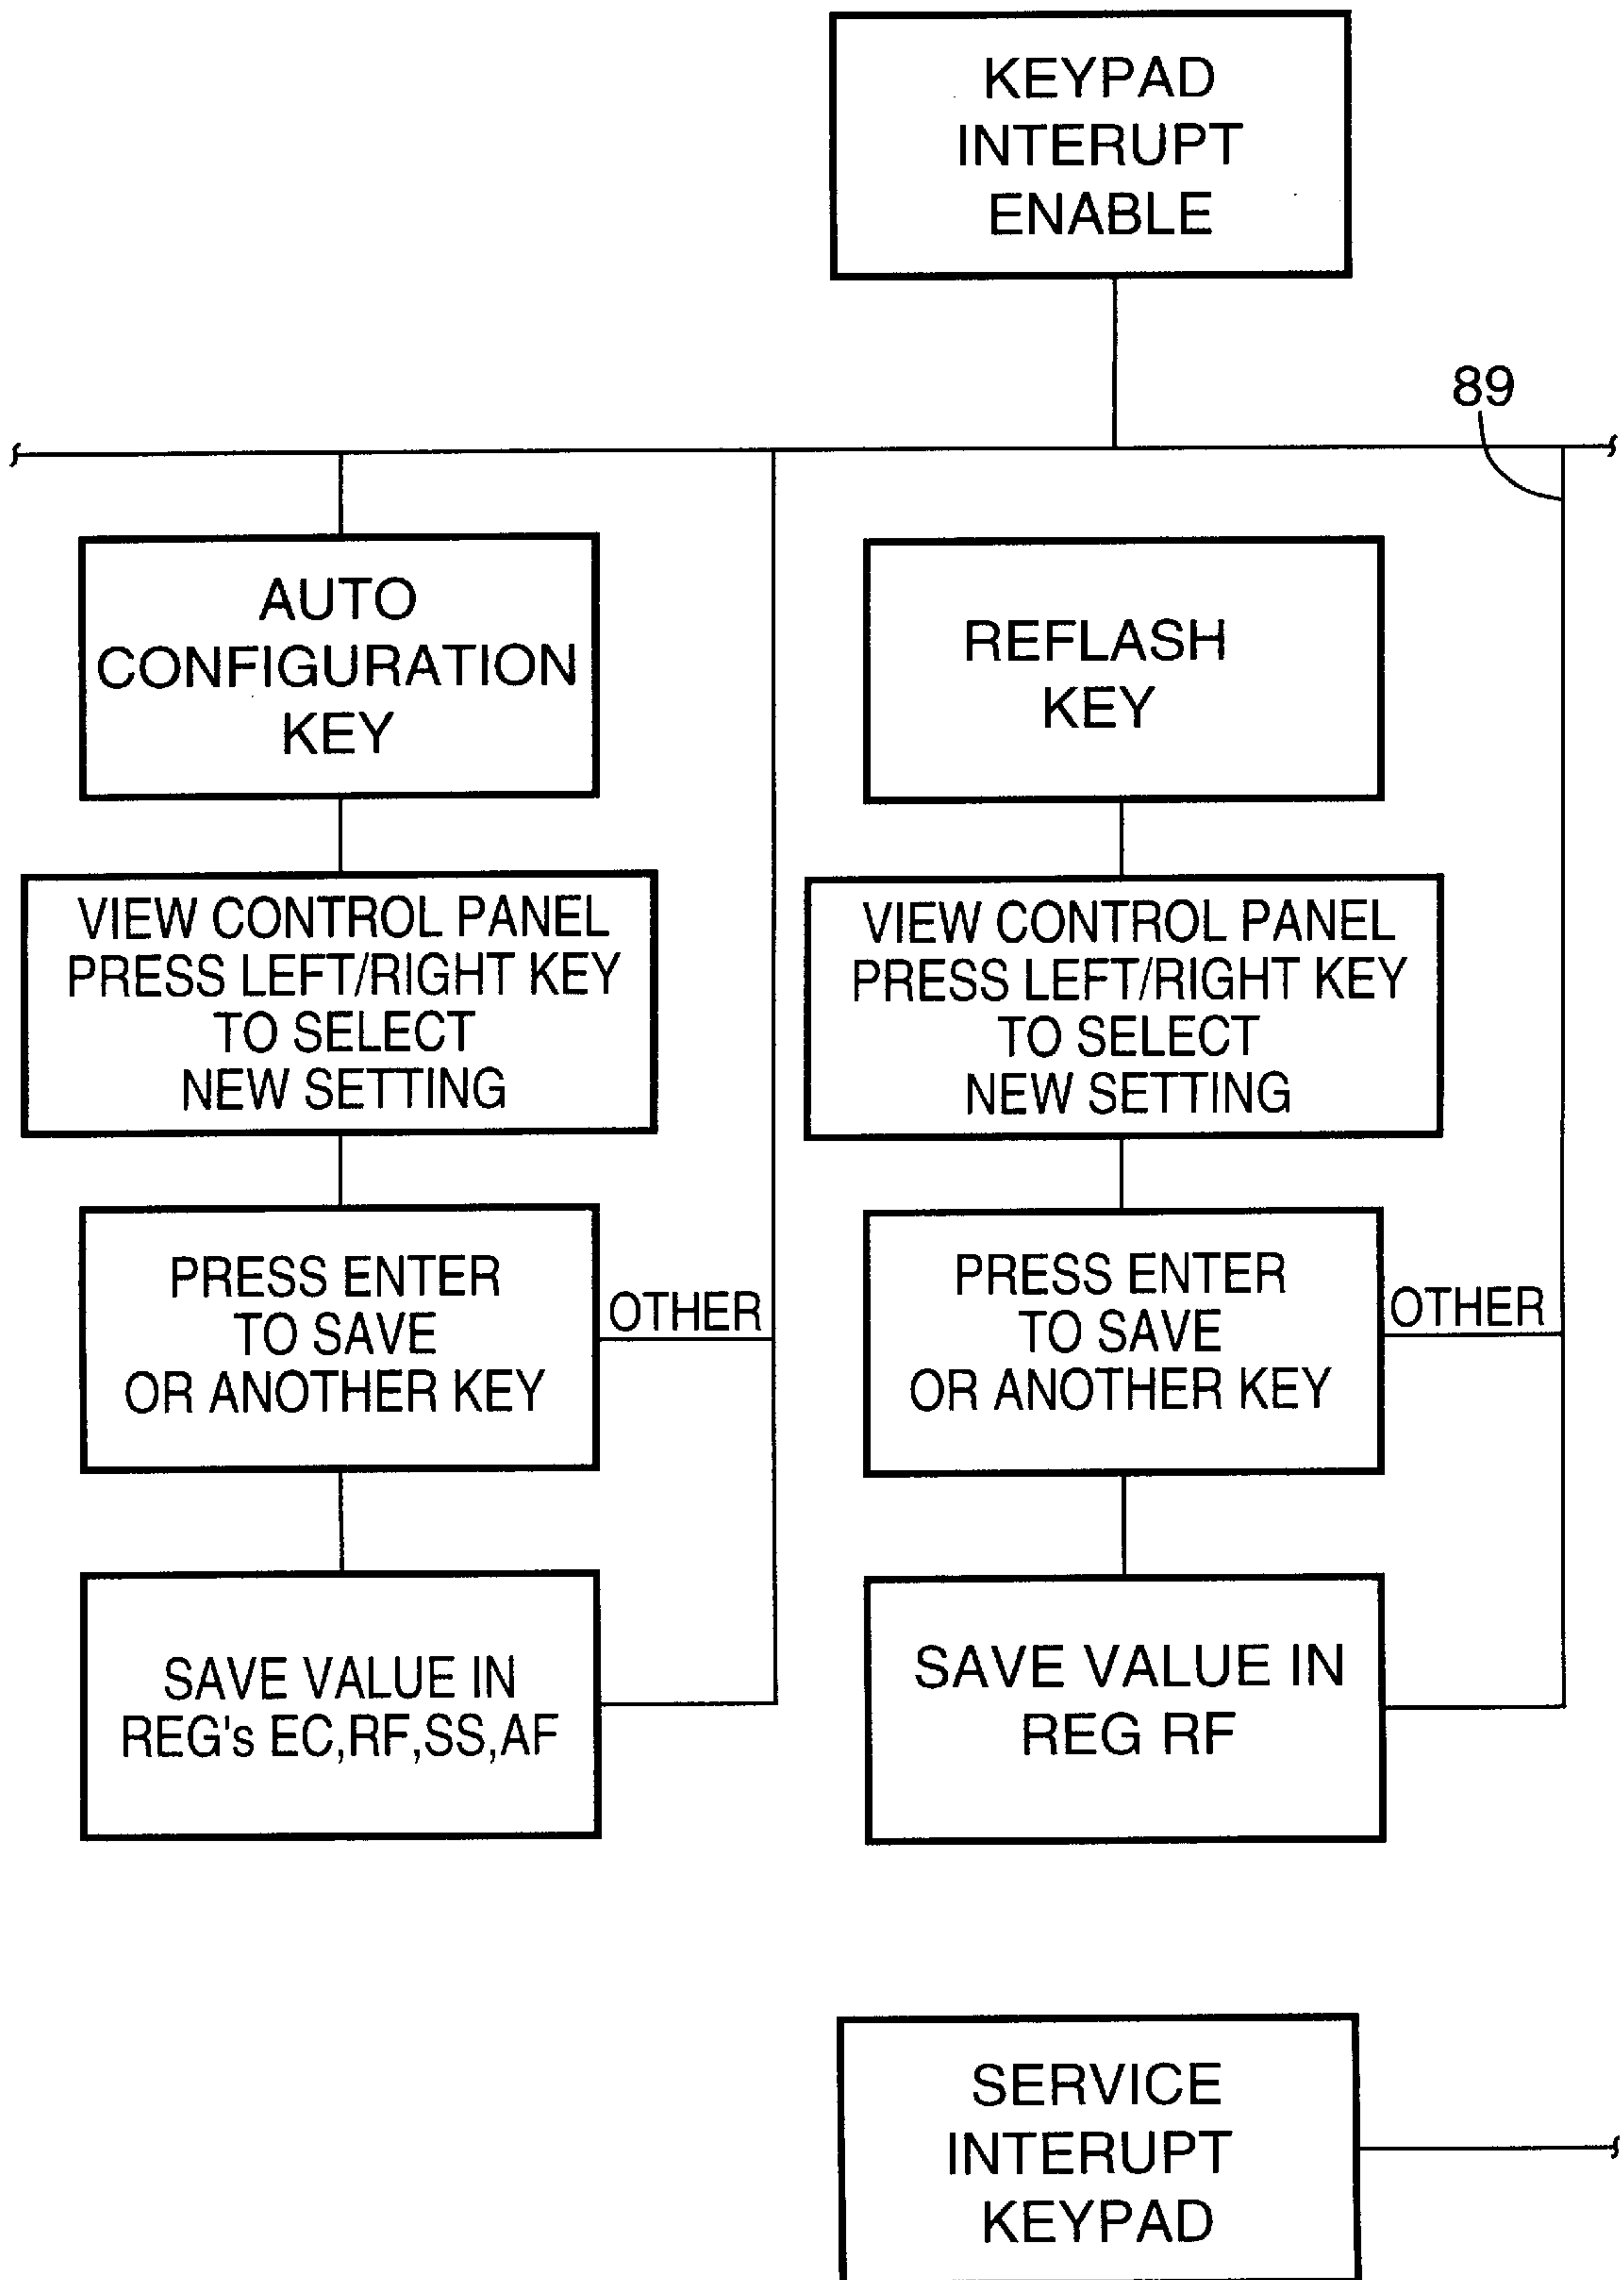 KEYPAD
INTERUPT
ENABLE
89
AUTO
CONFIGURATION
KEY
VIEW CONTROL PANEL
PRESS LEFT/RIGHT KEY
TO SELECT
NEW SETTING
PRESS ENTER
TO SAVE
OR ANOTHER KEY
OTHER
SAVE VALUE IN
REG's EC,RF,SS,AF
REFLASH
KEY
VIEW CONTROL PANEL
PRESS LEFT/RIGHT KEY
TO SELECT
NEW SETTING
PRESS ENTER
TO SAVE
OR ANOTHER KEY
OTHER
SAVE VALUE IN
REG RF
SERVICE
INTERUPT
KEYPAD